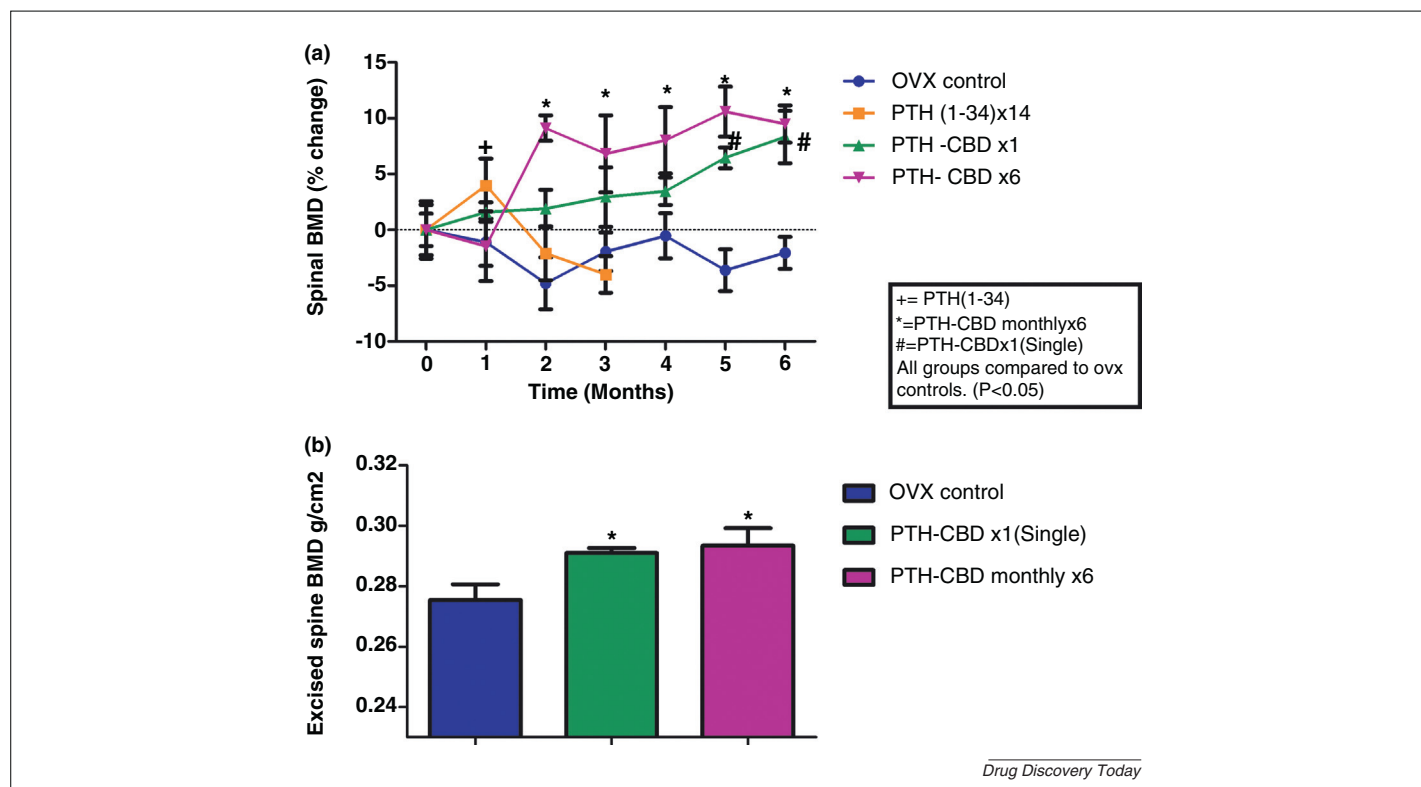 (a)
Spinal BMD (% change)
15
10
5
0
-5
-10
+
*
*
*
*
*
#
#
0 1 2 3 4 5 6
Time (Months)
OVX control
PTH (1-34)x14
PTH -CBD x1
PTH- CBD x6
+= PTH(1-34)
*=PTH-CBD monthlyx6
#=PTH-CBDx1(Single)
All groups compared to ovx
controls. (P<0.05)
(b)
Excised spine BMD g/cm2
0.32
0.30
0.28
0.26
0.24
*
*
OVX control
PTH-CBD x1(Single)
PTH-CBD monthly x6
Drug Discovery Today